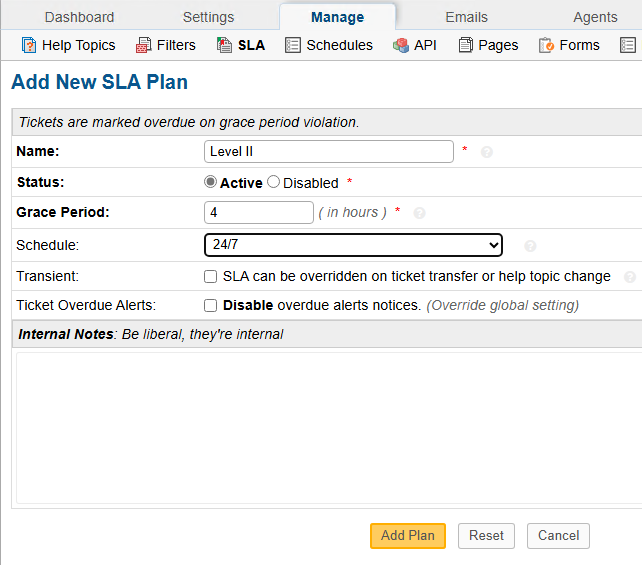 Dashboard Settings Manage Emails Agents
Help Topics Filters SLA Schedules API Pages Forms
Add New SLA Plan
Tickets are marked overdue on grace period violation.
Name: Level II * ?
Status: Active Disabled *
Grace Period: 4 ( in hours ) * ?
Schedule: 24/7 ?
Transient: SLA can be overridden on ticket transfer or help topic change ?
Ticket Overdue Alerts: Disable overdue alerts notices. (Override global setting)
Internal Notes: Be liberal, they're internal
Add Plan Reset Cancel